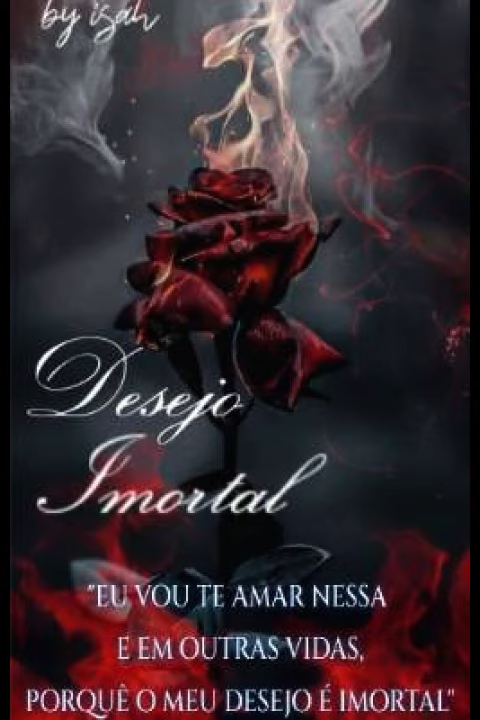 by isah
Desejo
Imortal
"EU VOU TE AMAR NESSA
E EM OUTRAS VIDAS,
PORQUÊ O MEU DESEJO É IMORTAL"